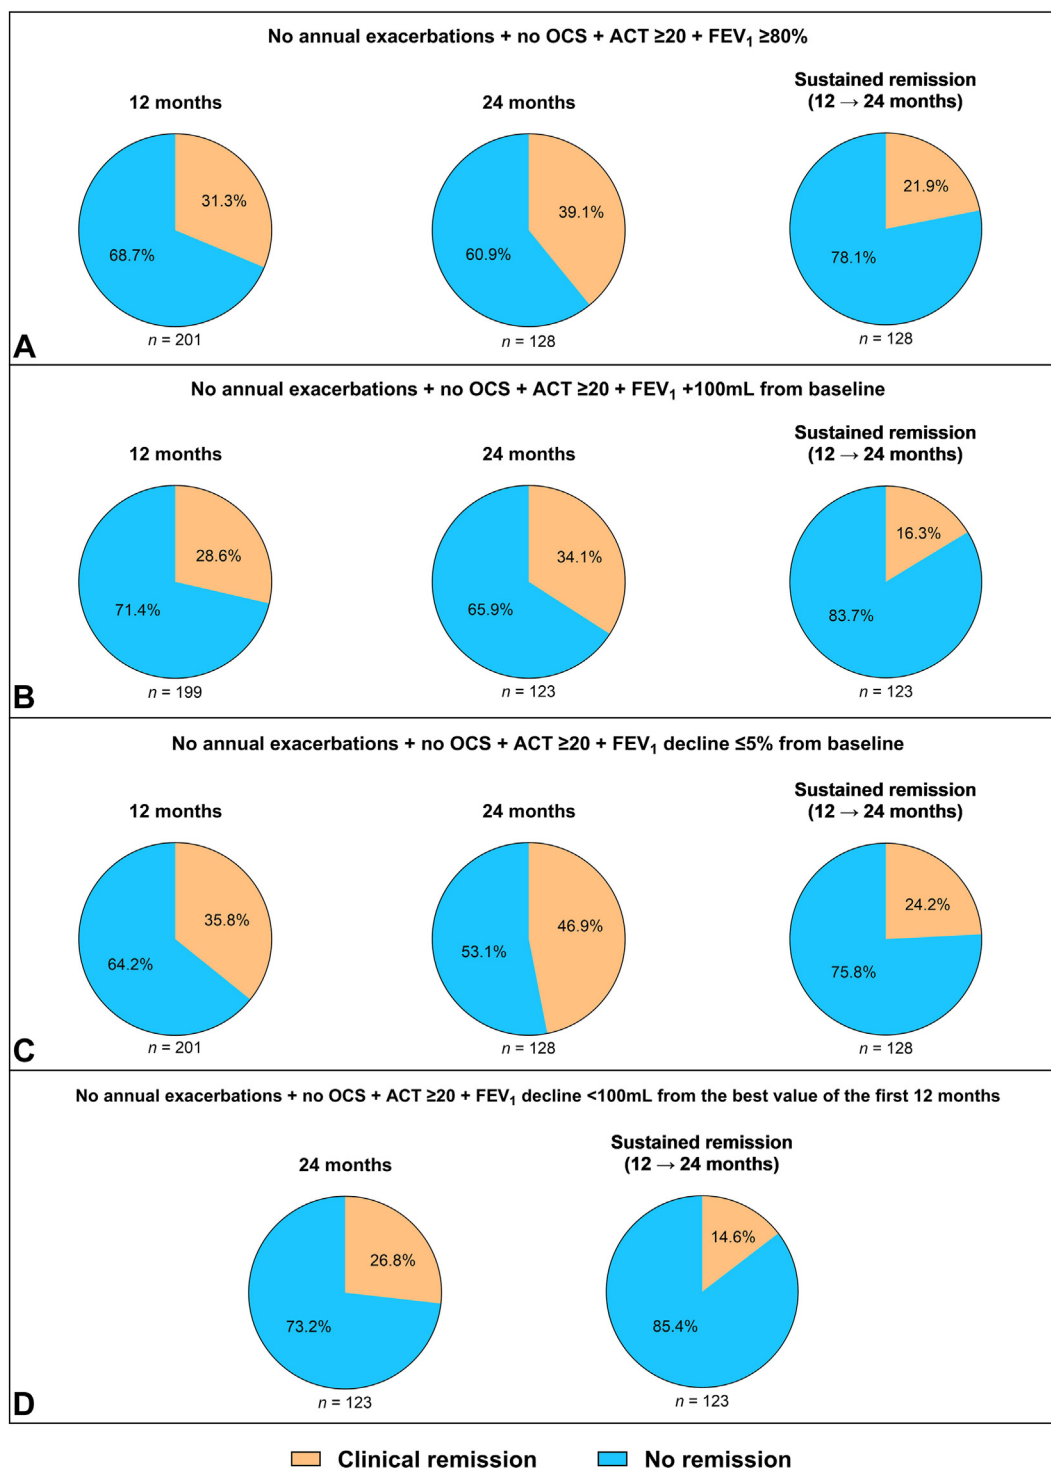 No annual exacerbations + no OCS + ACT ≥20 + FEV₁ ≥80%
12 months
24 months
Sustained remission
(12 → 24 months)
31.3%
68.7%
39.1%
60.9%
21.9%
78.1%
n = 201
n = 128
n = 128
A
No annual exacerbations + no OCS + ACT ≥20 + FEV₁ +100mL from baseline
12 months
24 months
Sustained remission
(12 → 24 months)
28.6%
71.4%
34.1%
65.9%
16.3%
83.7%
n = 199
n = 123
n = 123
B
No annual exacerbations + no OCS + ACT ≥20 + FEV₁ decline ≤5% from baseline
12 months
24 months
Sustained remission
(12 → 24 months)
35.8%
64.2%
46.9%
53.1%
24.2%
75.8%
n = 201
n = 128
n = 128
C
No annual exacerbations + no OCS + ACT ≥20 + FEV₁ decline <100mL from the best value of the first 12 months
24 months
Sustained remission
(12 → 24 months)
26.8%
73.2%
14.6%
85.4%
n = 123
n = 123
D
Clinical remission
No remission